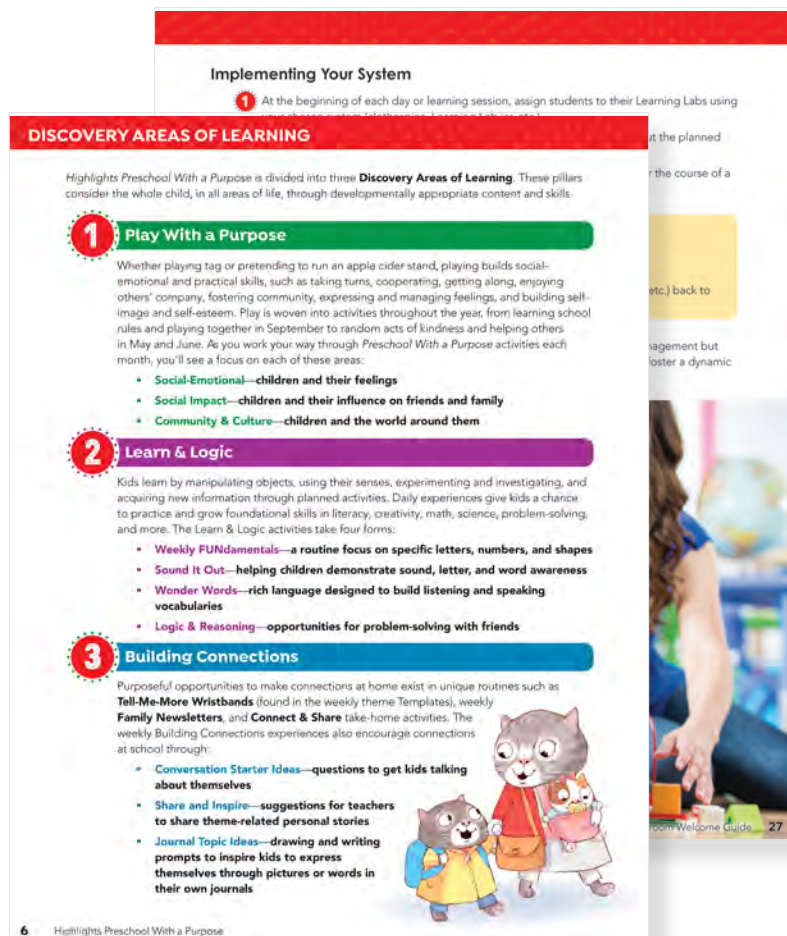 Implementing Your System
1 At the beginning of each day or learning session, assign students to their Learning Labs using
ut the planned
r the course of a
etc.) back to
nagement but
foster a dynamic
room Welcome Guide 27
DISCOVERY AREAS OF LEARNING
Highlights Preschool With a Purpose is divided into three Discovery Areas of Learning. These pillars
consider the whole child, in all areas of life, through developmentally appropriate content and skills.
1 Play With a Purpose
Whether playing tag or pretending to run an apple cider stand, playing builds social-
emotional and practical skills, such as taking turns, cooperating, getting along, enjoying
others' company, fostering community, expressing and managing feelings, and building self-
image and self-esteem. Play is woven into activities throughout the year, from learning school
rules and playing together in September to random acts of kindness and helping others
in May and June. As you work your way through Preschool With a Purpose activities each
month, you'll see a focus on each of these areas:
• Social-Emotional—children and their feelings
• Social Impact—children and their influence on friends and family
• Community & Culture—children and the world around them
2 Learn & Logic
Kids learn by manipulating objects, using their senses, experimenting and investigating, and
acquiring new information through planned activities. Daily experiences give kids a chance
to practice and grow foundational skills in literacy, creativity, math, science, problem-solving,
and more. The Learn & Logic activities take four forms:
• Weekly FUNdamentals—a routine focus on specific letters, numbers, and shapes
• Sound It Out—helping children demonstrate sound, letter, and word awareness
• Wonder Words—rich language designed to build listening and speaking
vocabularies
• Logic & Reasoning—opportunities for problem-solving with friends
3 Building Connections
Purposeful opportunities to make connections at home exist in unique routines such as
Tell-Me-More Wristbands (found in the weekly theme Templates), weekly
Family Newsletters, and Connect & Share take-home activities. The
weekly Building Connections experiences also encourage connections
at school through:
• Conversation Starter Ideas—questions to get kids talking
about themselves
• Share and Inspire—suggestions for teachers
to share theme-related personal stories
• Journal Topic Ideas—drawing and writing
prompts to inspire kids to express
themselves through pictures or words in
their own journals
6 Highlights Preschool With a Purpose